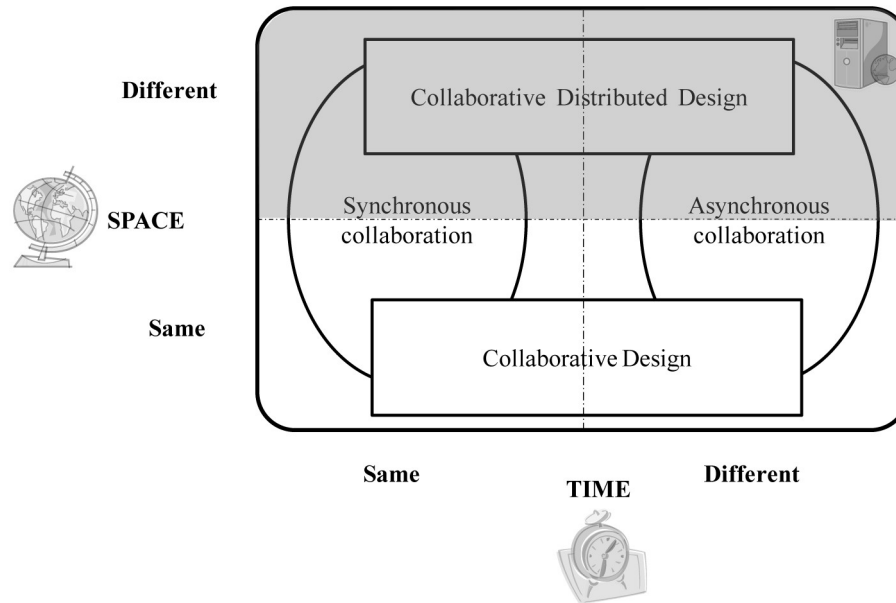 Different
Collaborative Distributed Design
SPACE
Synchronous
collaboration
Asynchronous
collaboration
Same
Collaborative Design
Same
TIME
Different